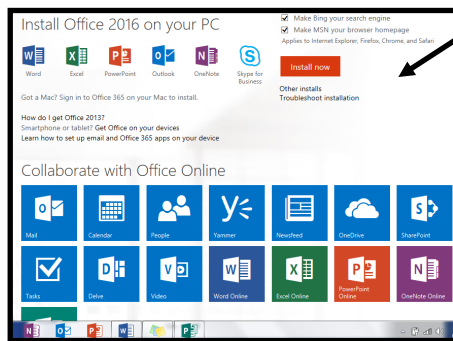 Install Office 2016 on your PC
Make Bing your search engine
Make MSN your browser homepage
Applies to Internet Explorer, Firefox, Chrome, and Safari
Install now
Word
Excel
PowerPoint
Outlook
OneNote
Skype for
Business
Other installs
Troubleshoot installation
Got a Mac? Sign in to Office 365 on your Mac to install.
How do I get Office 2013?
Smartphone or tablet? Get Office on your devices
Learn how to set up email and Office 365 apps on your device
Collaborate with Office Online
Mail
Calendar
People
Yammer
Newsfeed
OneDrive
SharePoint
Tasks
Delve
Video
Word Online
Excel Online
PowerPoint
Online
OneNote Online